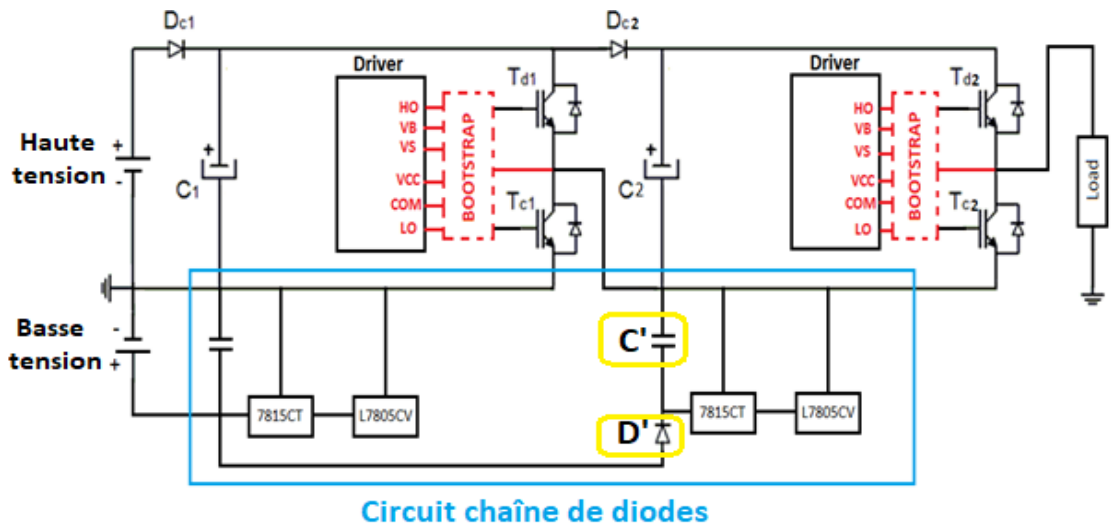 Dc1
Dc2
Driver
Driver
Td1
Td2
HO
VB
VS
VCC
COM
LO
BOOTSTRAP
HO
VB
VS
VCC
COM
LO
BOOTSTRAP
Haute
tension
+
-
+
C1
+
C2
Tc1
Tc2
Load
Basse
tension
-
+
C'
D'
7815CT
L7805CV
7815CT
L7805CV
Circuit chaîne de diodes